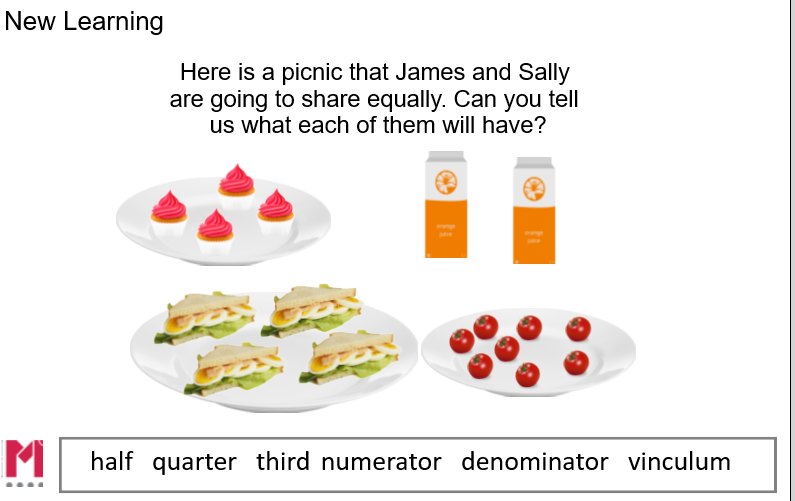 New Learning
Here is a picnic that James and Sally
are going to share equally. Can you tell
us what each of them will have?
orange
juice
orange
juice
M
half quarter third numerator denominator vinculum